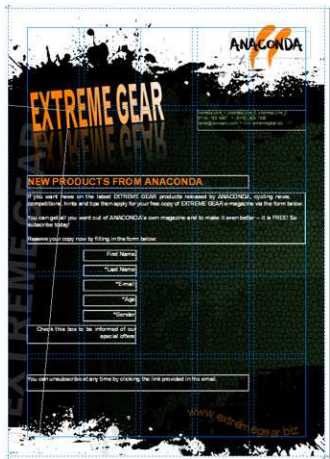 ANACONDA
EXTREME GEAR
EXTREME GEAR
NEW PRODUCTS FROM ANACONDA
If you want news on the latest EXTREME GEAR products released by ANACONDA, cycling news,
competitions, hints and tips then apply for your free copy of EXTREME GEAR e-magazine via the form below.
You can get all you want out of ANACONDA's own magazine and to make it even better – it is FREE! So
subscribe today!
Reserve your copy now by filling in the form below:
First Name
*Last Name
*E-mail
*Age
*Gender
Check this box to be informed of our
special offers
You can unsubscribe at any time by clicking the link provided in the email.
www.extremegear.biz